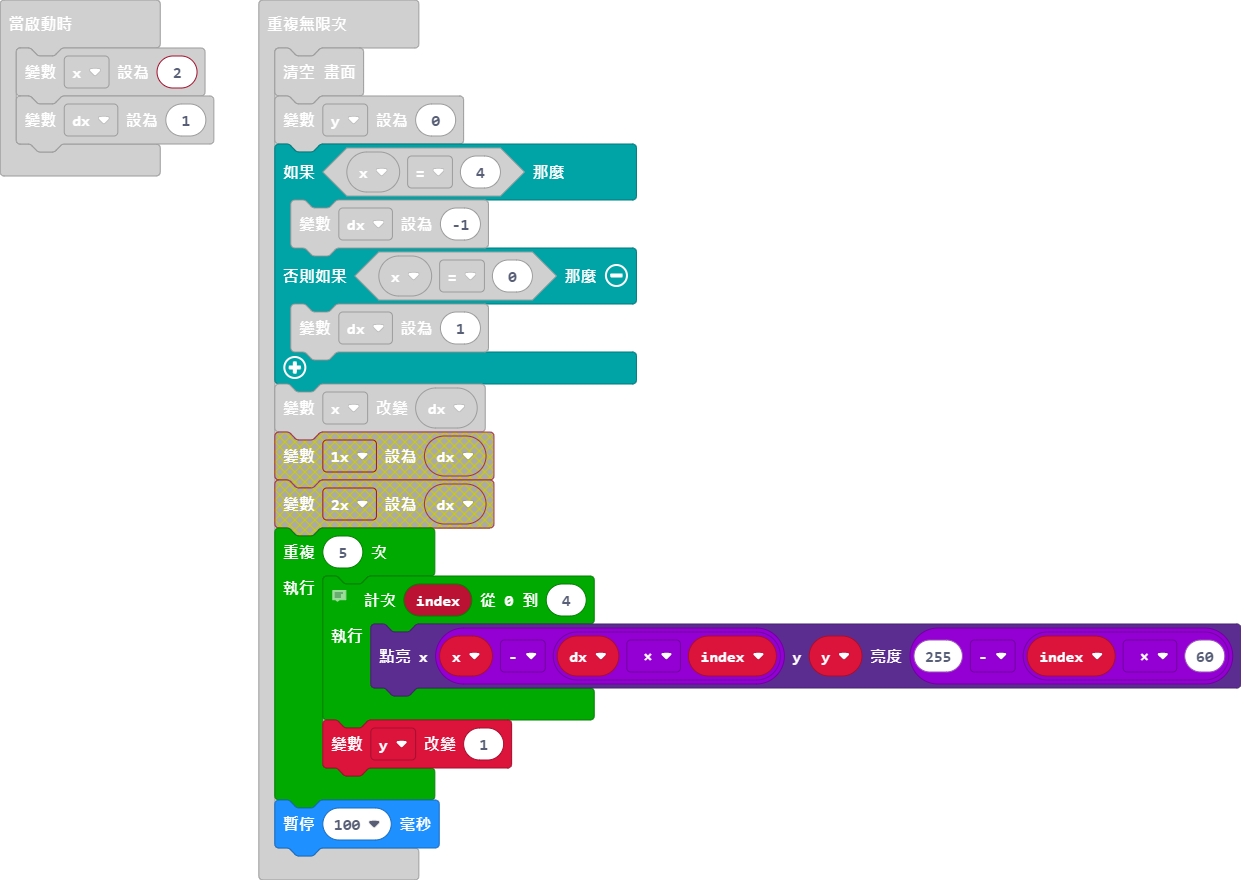 當啟動時
變數 x 設為 2
變數 dx 設為 1
重複無限次
清空 畫面
變數 y 設為 0
如果 x = 4 那麼
變數 dx 設為 -1
否則如果 x = 0 那麼
變數 dx 設為 1
變數 x 改變 dx
變數 1x 設為 dx
變數 2x 設為 dx
重複 5 次
執行
計次 index 從 0 到 4
執行
點亮 x x - dx × index y y 亮度 255 - index × 60
變數 y 改變 1
暫停 100 毫秒